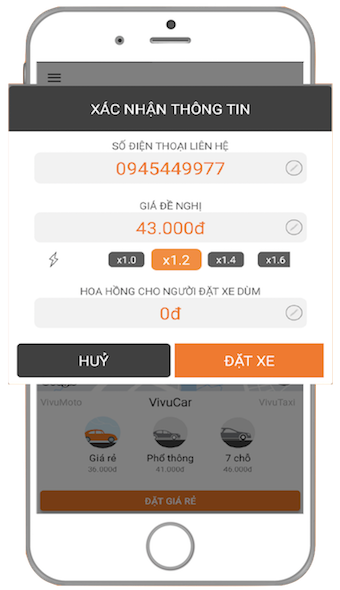 XÁC NHẬN THÔNG TIN
SỐ ĐIỆN THOẠI LIÊN HỆ
0945449977
GIÁ ĐỀ NGHỊ
43.000đ
x1.0 x1.2 x1.4 x1.6
HOA HỒNG CHO NGƯỜI ĐẶT XE DÙM
0đ
HUỶ ĐẶT XE
VivuMoto VivuCar VivuTaxi
Giá rẻ Phổ thông 7 chỗ
36.000đ 41.000đ 46.000đ
ĐẶT GIÁ RẺ